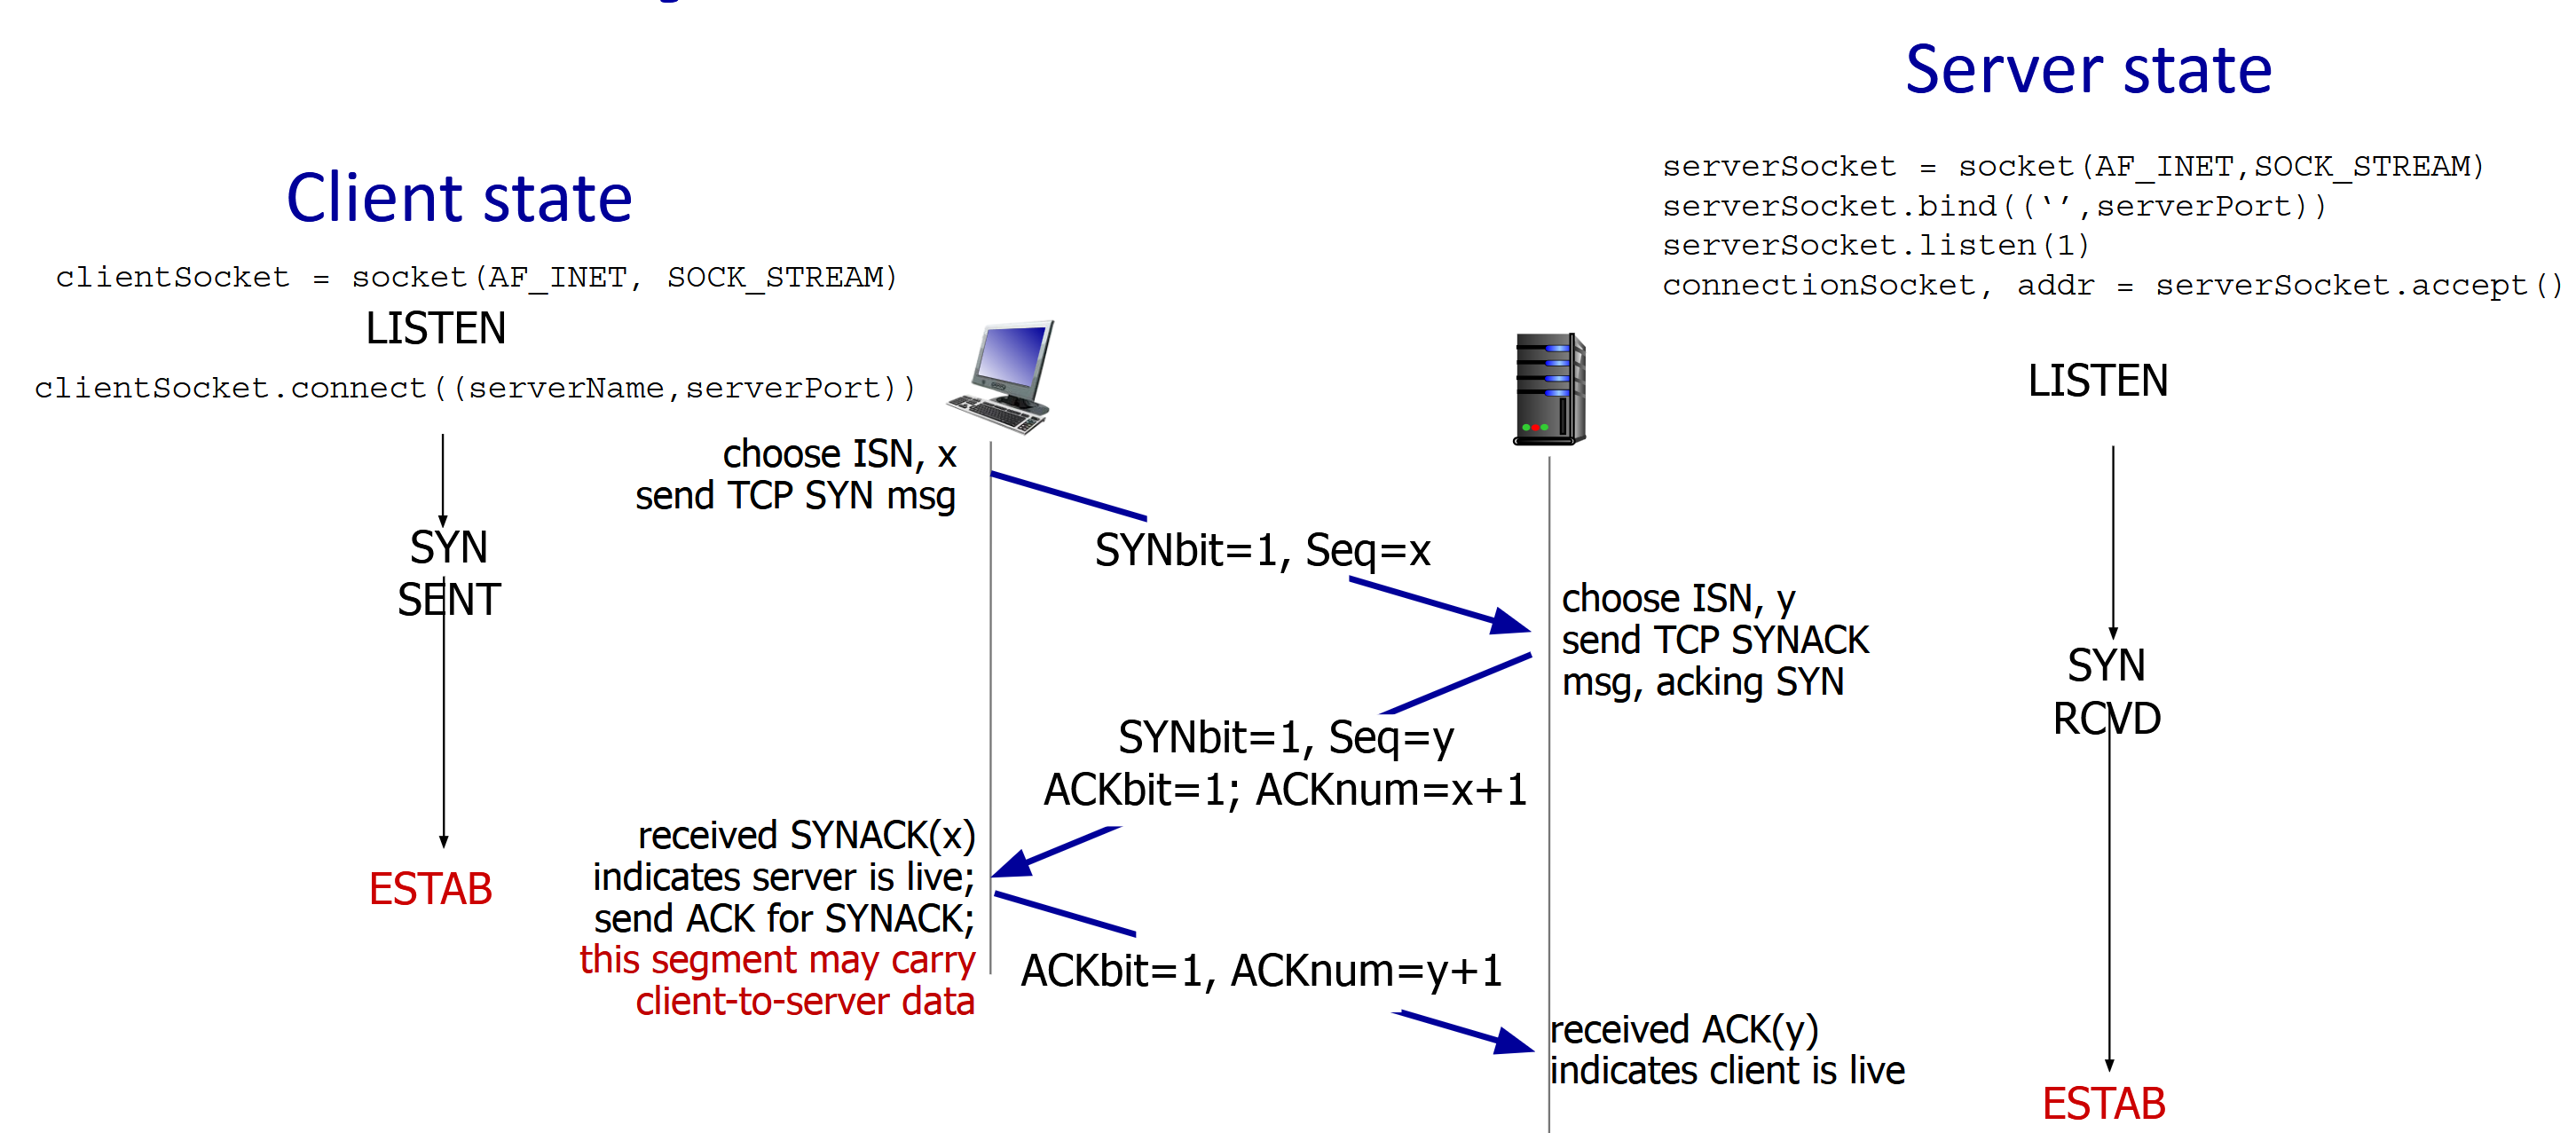 Server state
serverSocket = socket(AF_INET,SOCK_STREAM)
serverSocket.bind((‘’,serverPort))
serverSocket.listen(1)
connectionSocket, addr = serverSocket.accept()
Client state
clientSocket = socket(AF_INET, SOCK_STREAM)
LISTEN
clientSocket.connect((serverName,serverPort))
LISTEN
choose ISN, x
send TCP SYN msg
SYN
SENT
SYNbit=1, Seq=x
choose ISN, y
send TCP SYNACK
msg, acking SYN
SYN
RCVD
SYNbit=1, Seq=y
ACKbit=1; ACKnum=x+1
received SYNACK(x)
indicates server is live;
send ACK for SYNACK;
this segment may carry
client-to-server data
ESTAB
ACKbit=1, ACKnum=y+1
received ACK(y)
indicates client is live
ESTAB